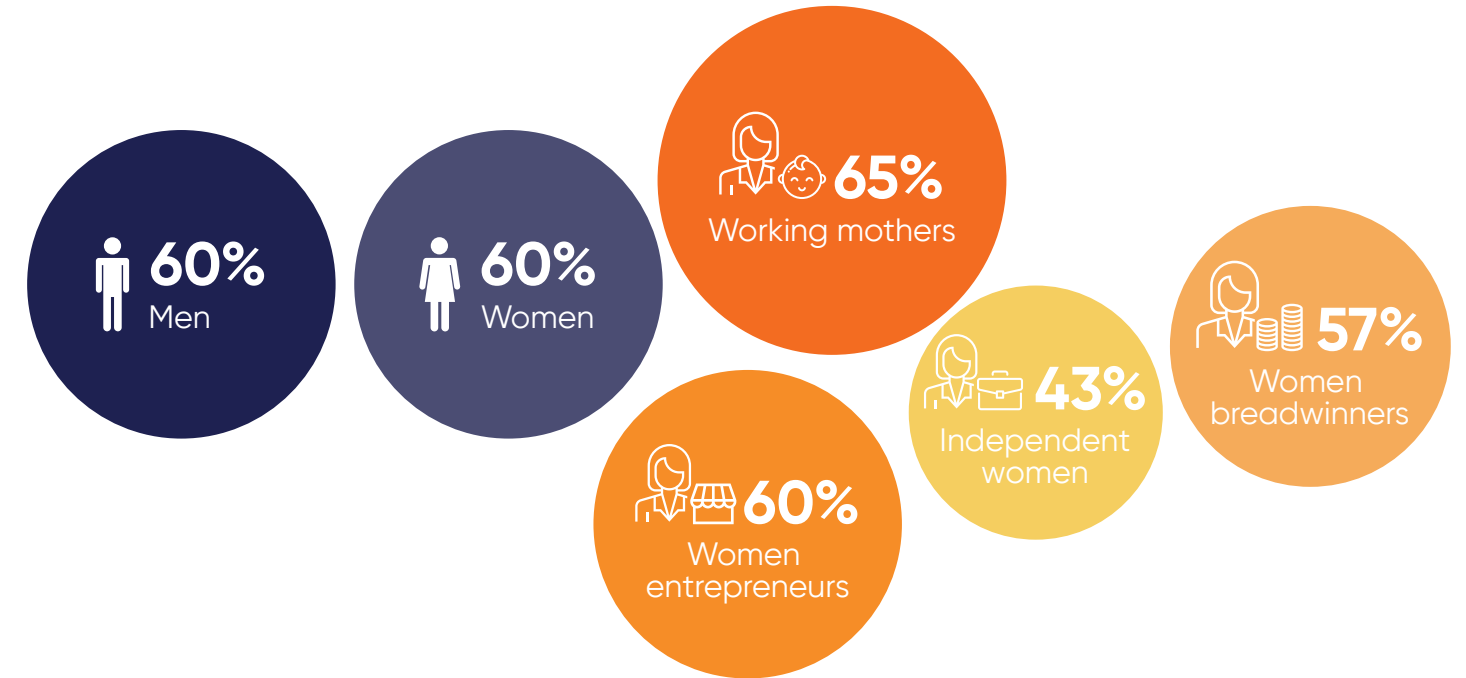 60%
Men
60%
Women
65%
Working mothers
60%
Women
entrepreneurs
43%
Independent
women
57%
Women
breadwinners